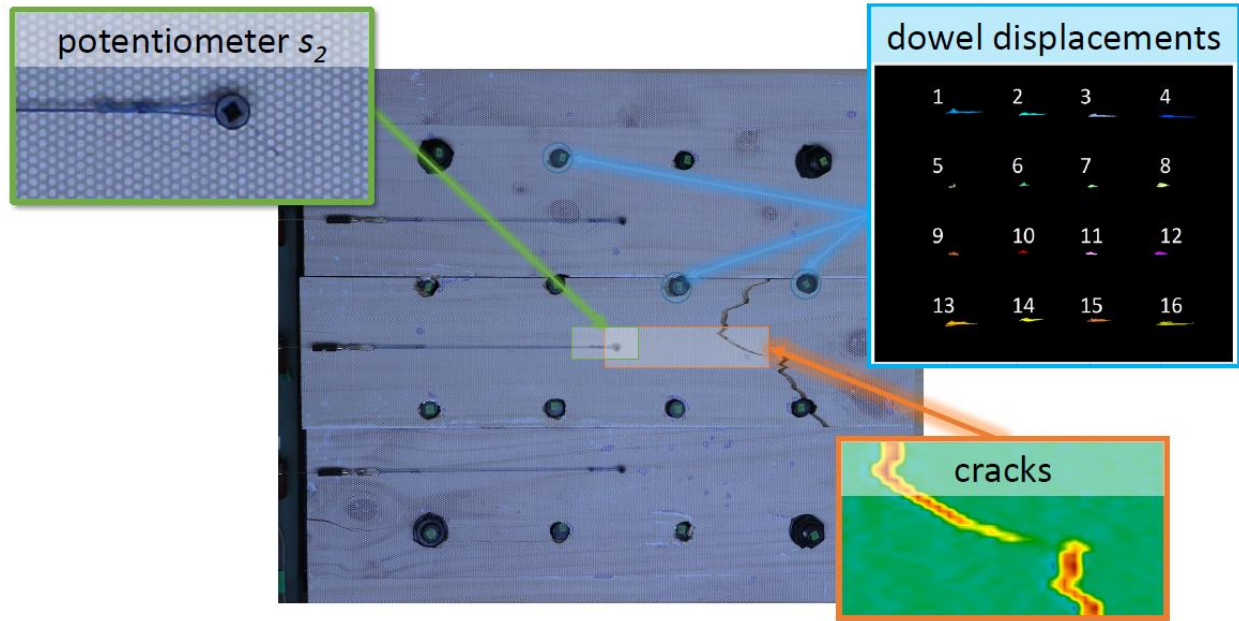 potentiometer s₂
dowel displacements
1 2 3 4
5 6 7 8
9 10 11 12
13 14 15 16
cracks